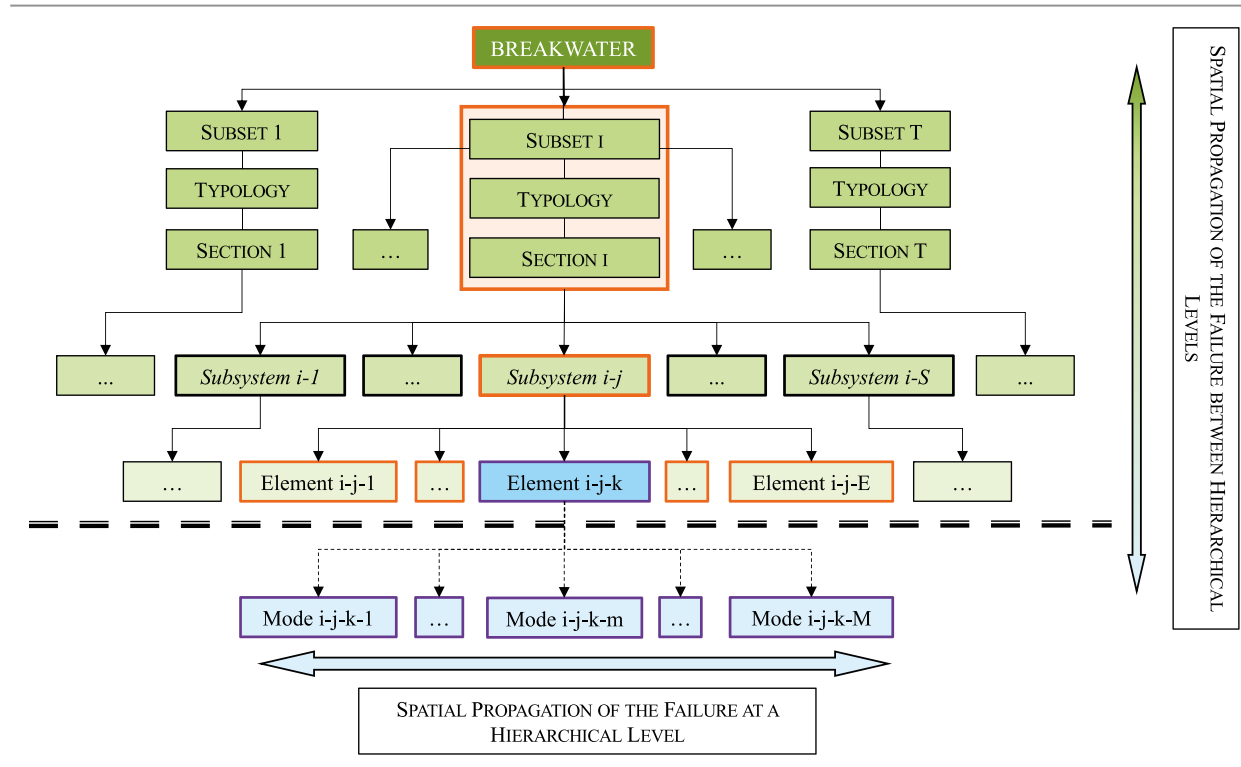 BREAKWATER
SUBSET 1
SUBSET I
SUBSET T
TYPOLOGY
TYPOLOGY
TYPOLOGY
SECTION 1
…
SECTION I
…
SECTION T
...
Subsystem i-1
...
Subsystem i-j
...
Subsystem i-S
...
…
Element i-j-1
…
Element i-j-k
…
Element i-j-E
…
Mode i-j-k-1
…
Mode i-j-k-m
…
Mode i-j-k-M
SPATIAL PROPAGATION OF THE FAILURE AT A
HIERARCHICAL LEVEL
SPATIAL PROPAGATION OF THE FAILURE BETWEEN HIERARCHICAL
LEVELS